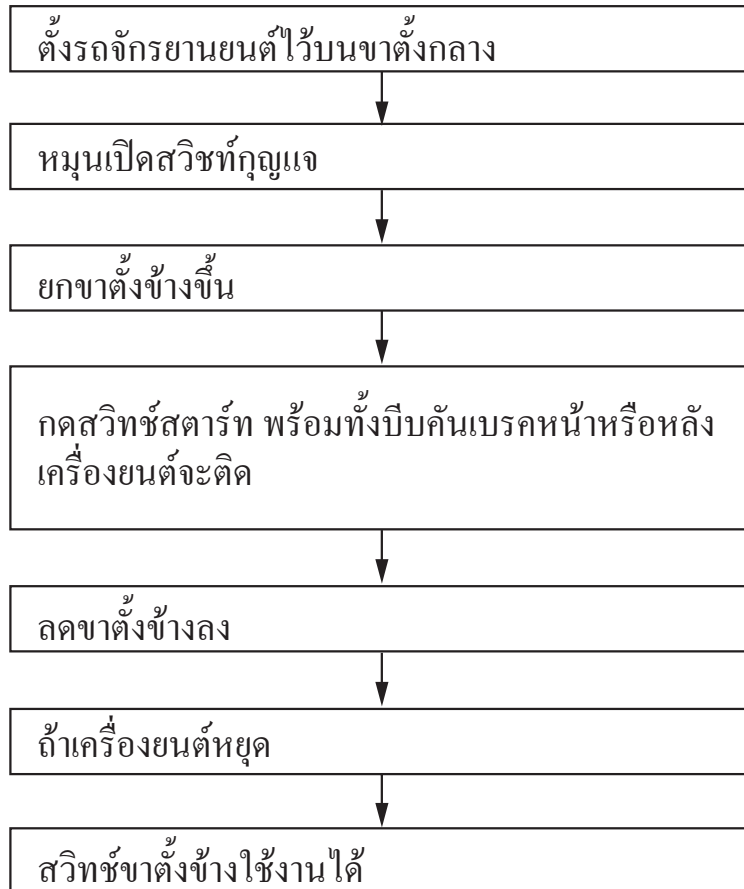 ตั้งรถจักรยานยนต์ไว้บนขาตั้งกลาง
หมุนเปิดสวิชท์กุญแจ
ยกขาตั้งข้างขึ้น
กดสวิทช์สตาร์ท พร้อมทั้งบีบคันเบรคหน้าหรือหลัง
เครื่องยนต์จะติด
ลดขาตั้งข้างลง
ถ้าเครื่องยนต์หยุด
สวิทช์ขาตั้งข้างใช้งานได้